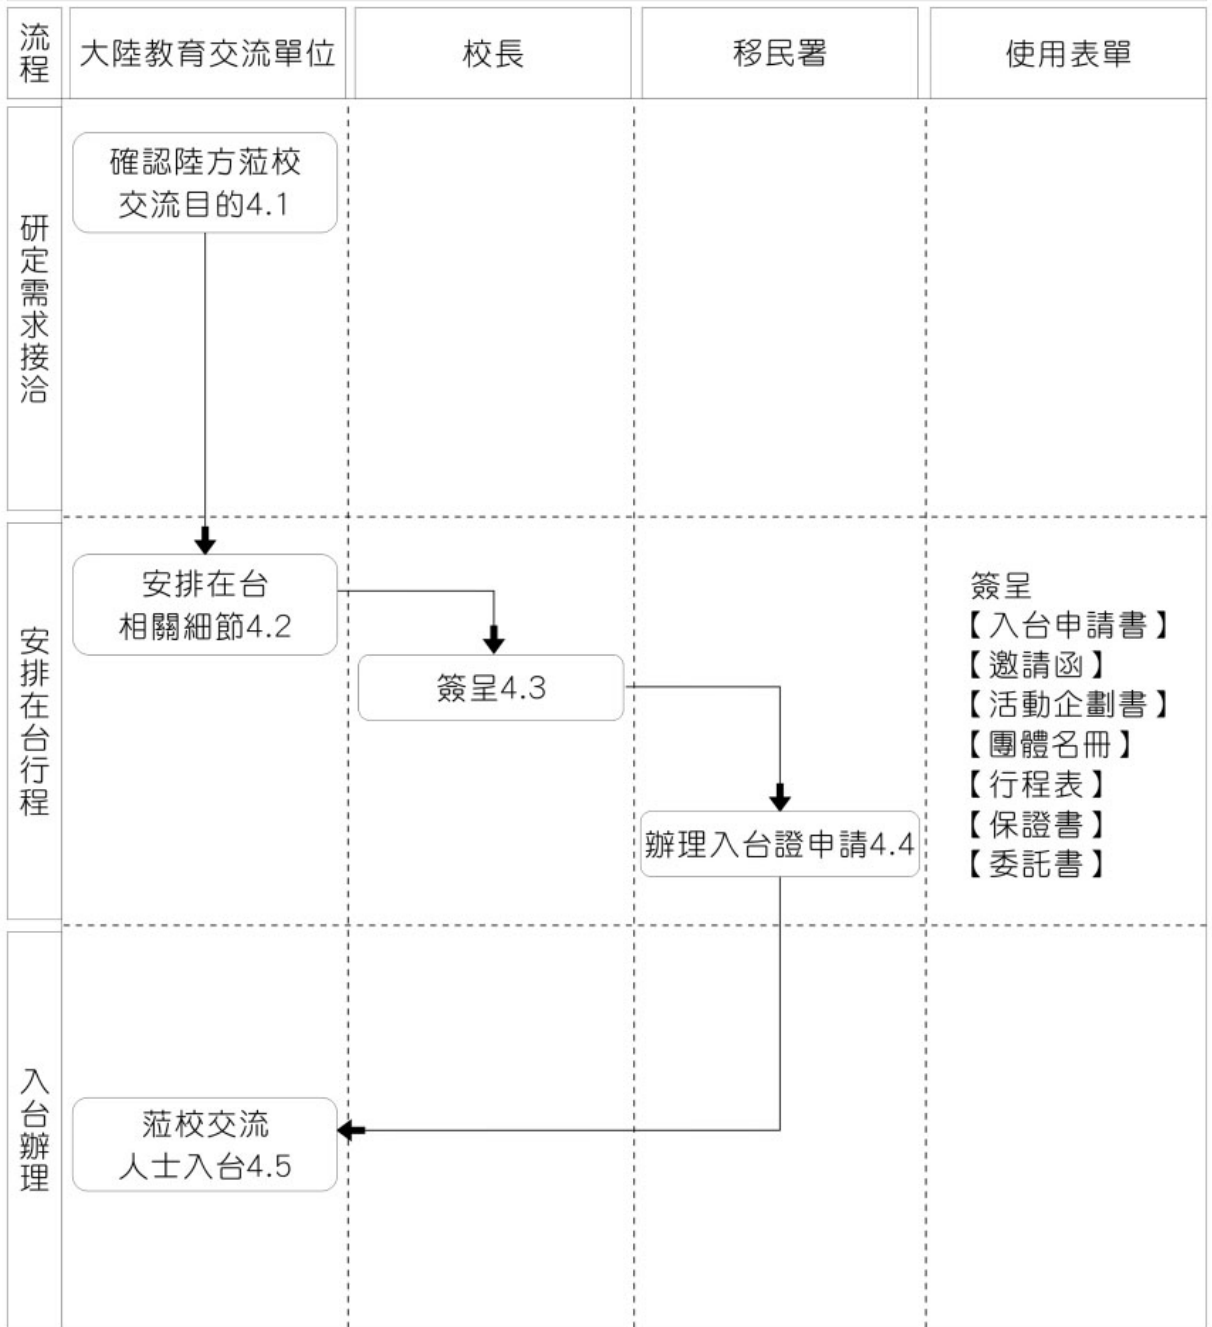 流程
大陸教育交流單位
校長
移民署
使用表單
研定需求接洽
確認陸方蒞校
交流目的4.1
安排在台行程
安排在台
相關細節4.2
簽呈4.3
辦理入台證申請4.4
簽呈
【入台申請書】
【邀請函】
【活動企劃書】
【團體名冊】
【行程表】
【保證書】
【委託書】
入台辦理
蒞校交流
人士入台4.5